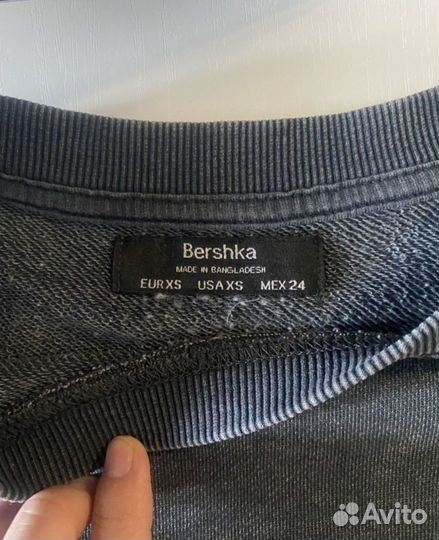 Bershka
MADE IN BANGLADESH
EUR XS USA XS MEX 24
Avito